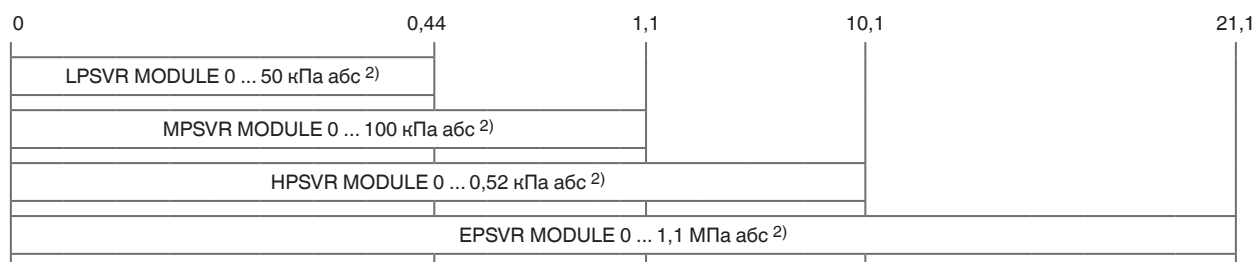 0 0,44 1,1 10,1 21,1
LPSVR MODULE 0 ... 50 кПа абс 2)
MPSVR MODULE 0 ... 100 кПа абс 2)
HPSVR MODULE 0 ... 0,52 кПа абс 2)
EPSVR MODULE 0 ... 1,1 МПа абс 2)